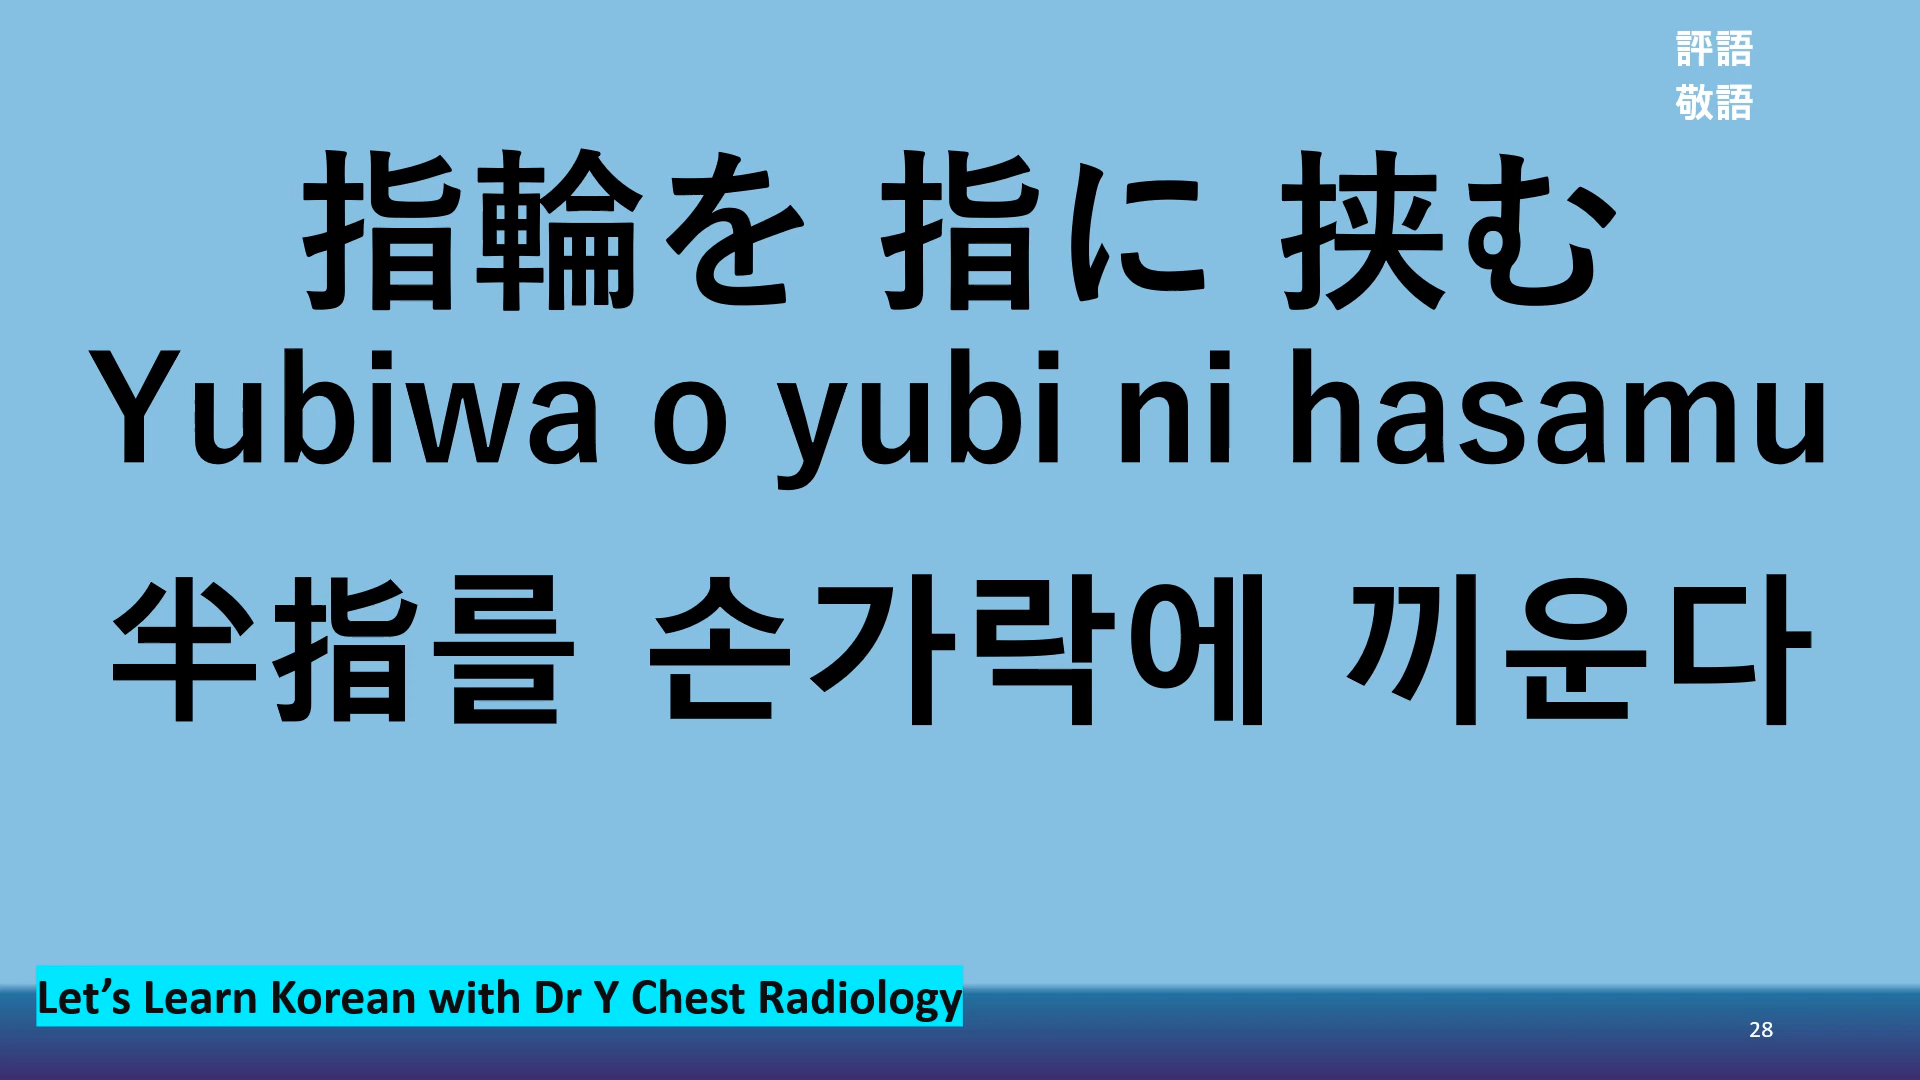 評語
敬語
指輪を 指に 挟む
Yubiwa o yubi ni hasamu
半指를 손가락에 끼운다
Let’s Learn Korean with Dr Y Chest Radiology
28